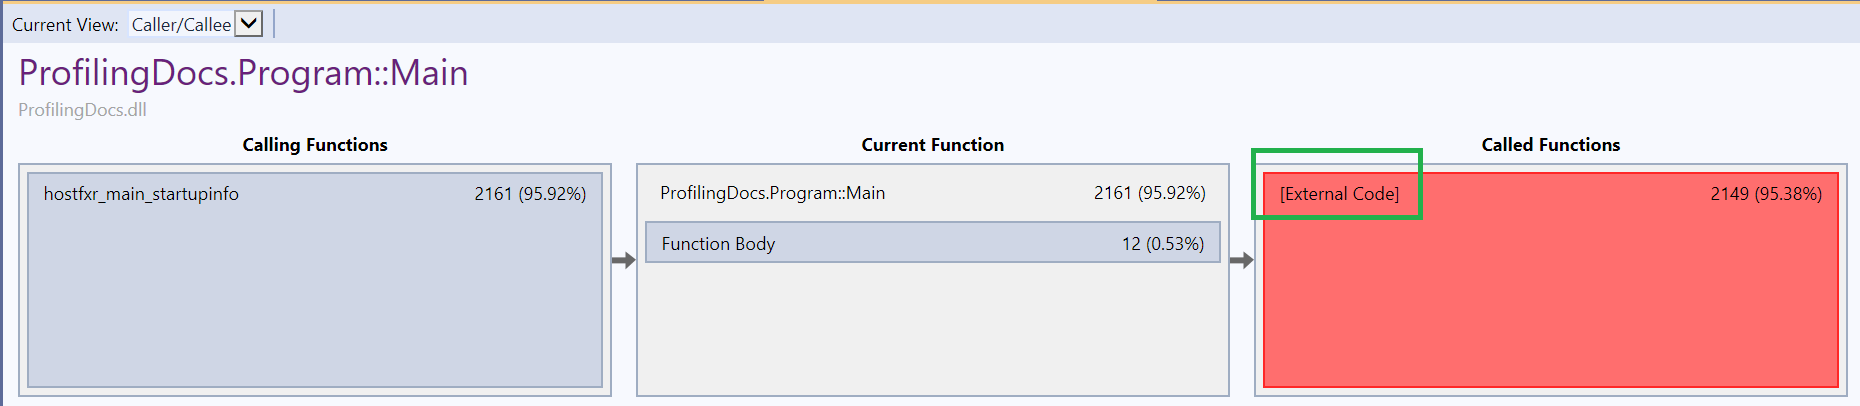 Current View: Caller/Callee
ProfilingDocs.Program::Main
ProfilingDocs.dll
Calling Functions
hostfxr_main_startupinfo 2161 (95.92%)
Current Function
ProfilingDocs.Program::Main 2161 (95.92%)
Function Body 12 (0.53%)
Called Functions
[External Code] 2149 (95.38%)